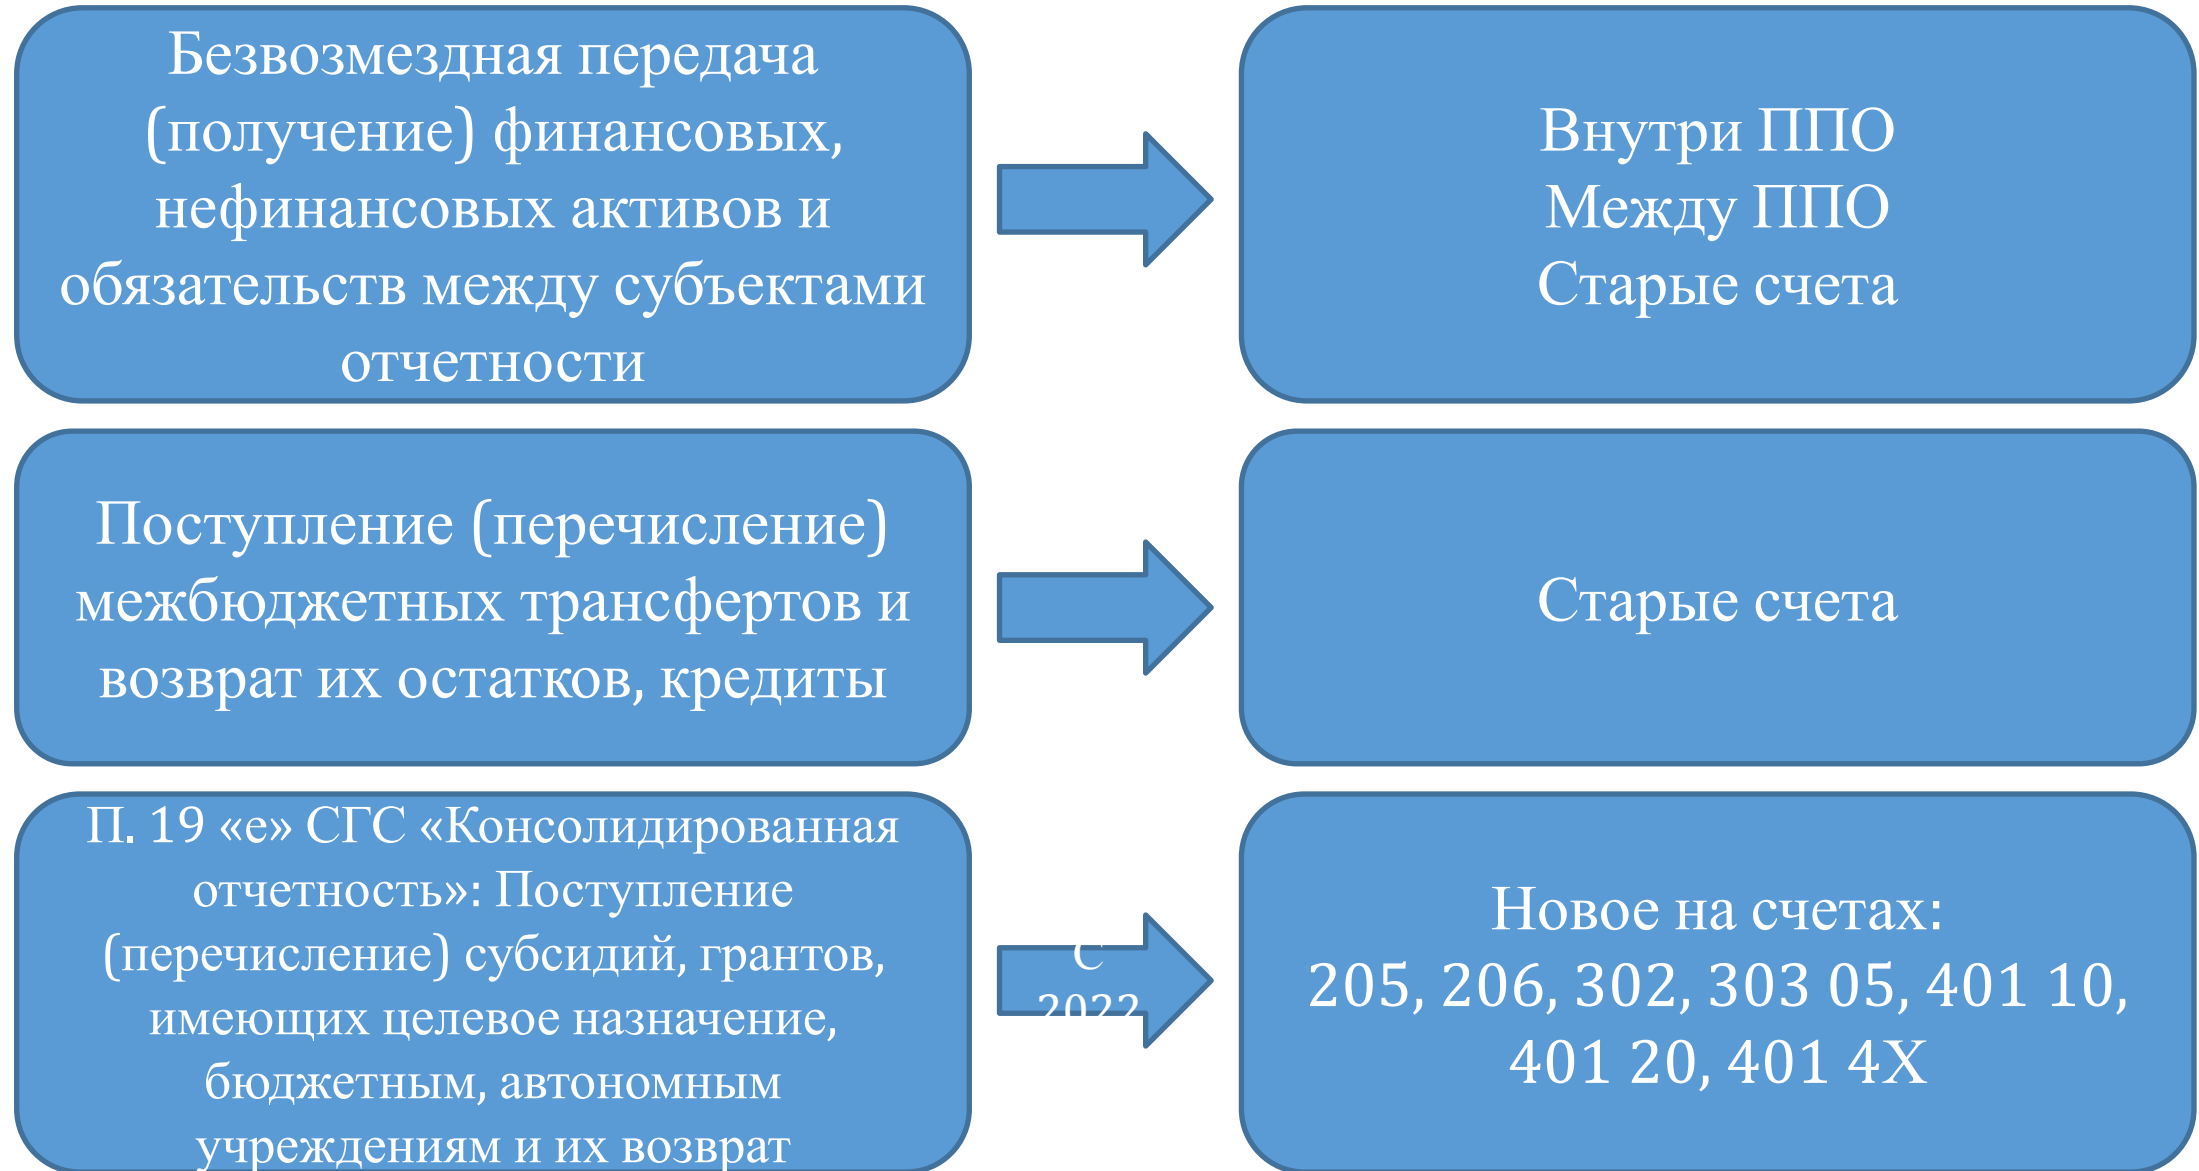 Безвозмездная передача
(получение) финансовых,
нефинансовых активов и
обязательств между субъектами
отчетности
Внутри ППО
Между ППО
Старые счета
Поступление (перечисление)
межбюджетных трансфертов и
возврат их остатков, кредиты
Старые счета
П. 19 «е» СГС «Консолидированная
отчетность»: Поступление
(перечисление) субсидий, грантов,
имеющих целевое назначение,
бюджетным, автономным
учреждениям и их возврат
С
2022
Новое на счетах:
205, 206, 302, 303 05, 401 10,
401 20, 401 4Х